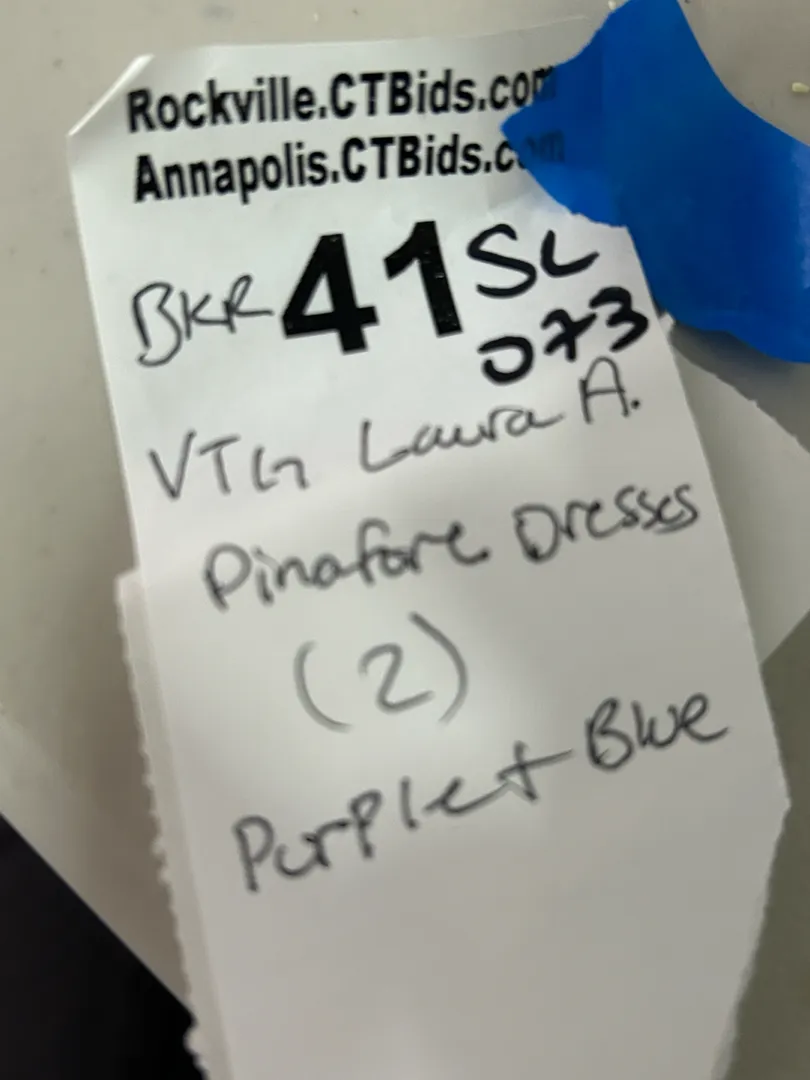 Rockville.CTBids.com
Annapolis.CTBids.com
BKR 41 SL
073
VTG Laura A.
Pinafore Dresses
(2)
Purple + Blue